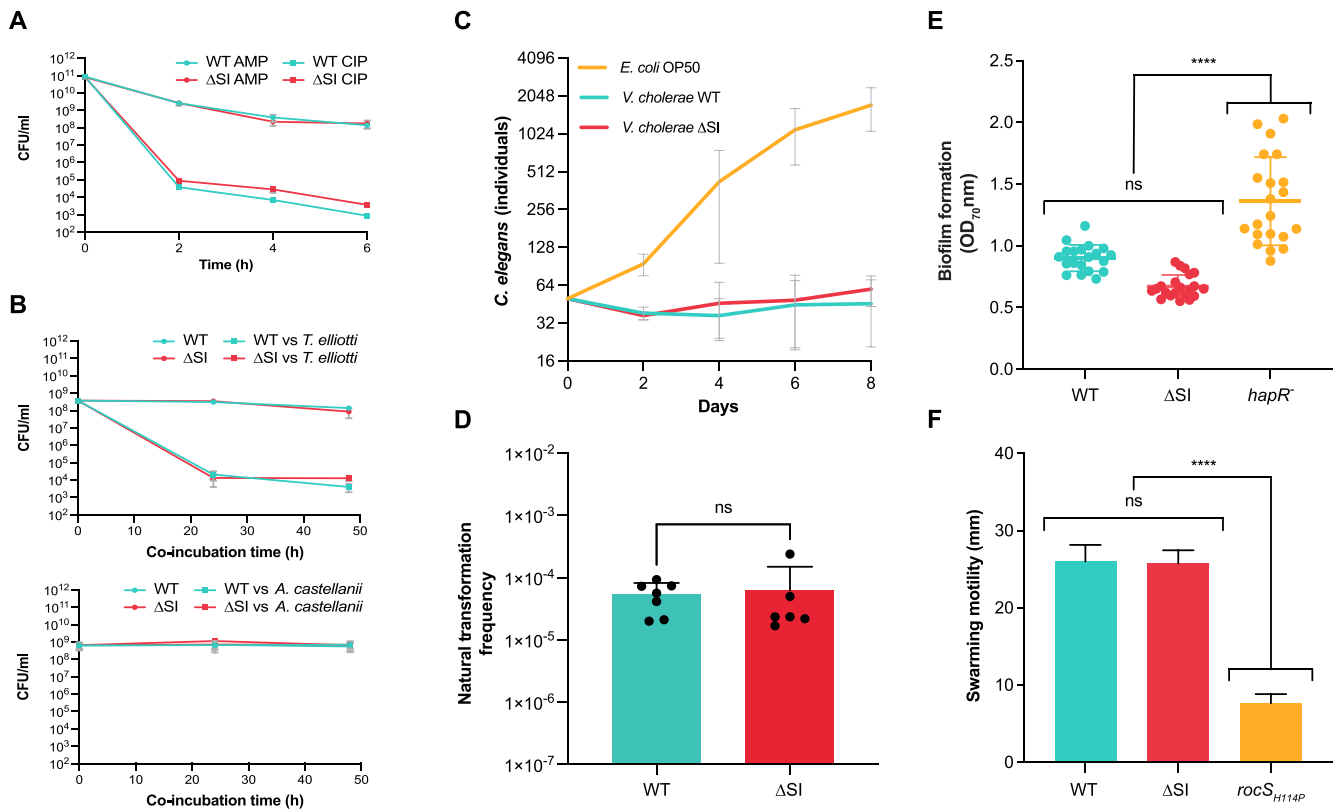 A
WT AMP
WT CIP
ΔSI AMP
ΔSI CIP
10¹²
10¹¹
10¹⁰
10⁹
10⁸
10⁷
10⁶
10⁵
10⁴
10³
10²
CFU/ml
0
2
4
6
Time (h)
B
WT
WT vs T. elliotti
ΔSI
ΔSI vs T. elliotti
10¹²
10¹¹
10¹⁰
10⁹
10⁸
10⁷
10⁶
10⁵
10⁴
10³
10²
CFU/ml
0
10
20
30
40
50
Co-incubation time (h)
WT
WT vs A. castellanii
ΔSI
ΔSI vs A. castellanii
10¹²
10¹¹
10¹⁰
10⁹
10⁸
10⁷
10⁶
10⁵
10⁴
10³
10²
CFU/ml
0
10
20
30
40
50
Co-incubation time (h)
C
4096
2048
1024
512
256
128
64
32
16
C. elegans (individuals)
E. coli OP50
V. cholerae WT
V. cholerae ΔSI
0
2
4
6
8
Days
D
1×10⁻²
1×10⁻³
1×10⁻⁴
1×10⁻⁵
1×10⁻⁶
1×10⁻⁷
Natural transformation
frequency
ns
WT
ΔSI
E
2.5
2.0
1.5
1.0
0.5
0.0
Biofilm formation
(OD₇₀nm)
****
ns
WT
ΔSI
hapR⁻
F
40
30
20
10
0
Swarming motility (mm)
****
ns
WT
ΔSI
rocS_H114P